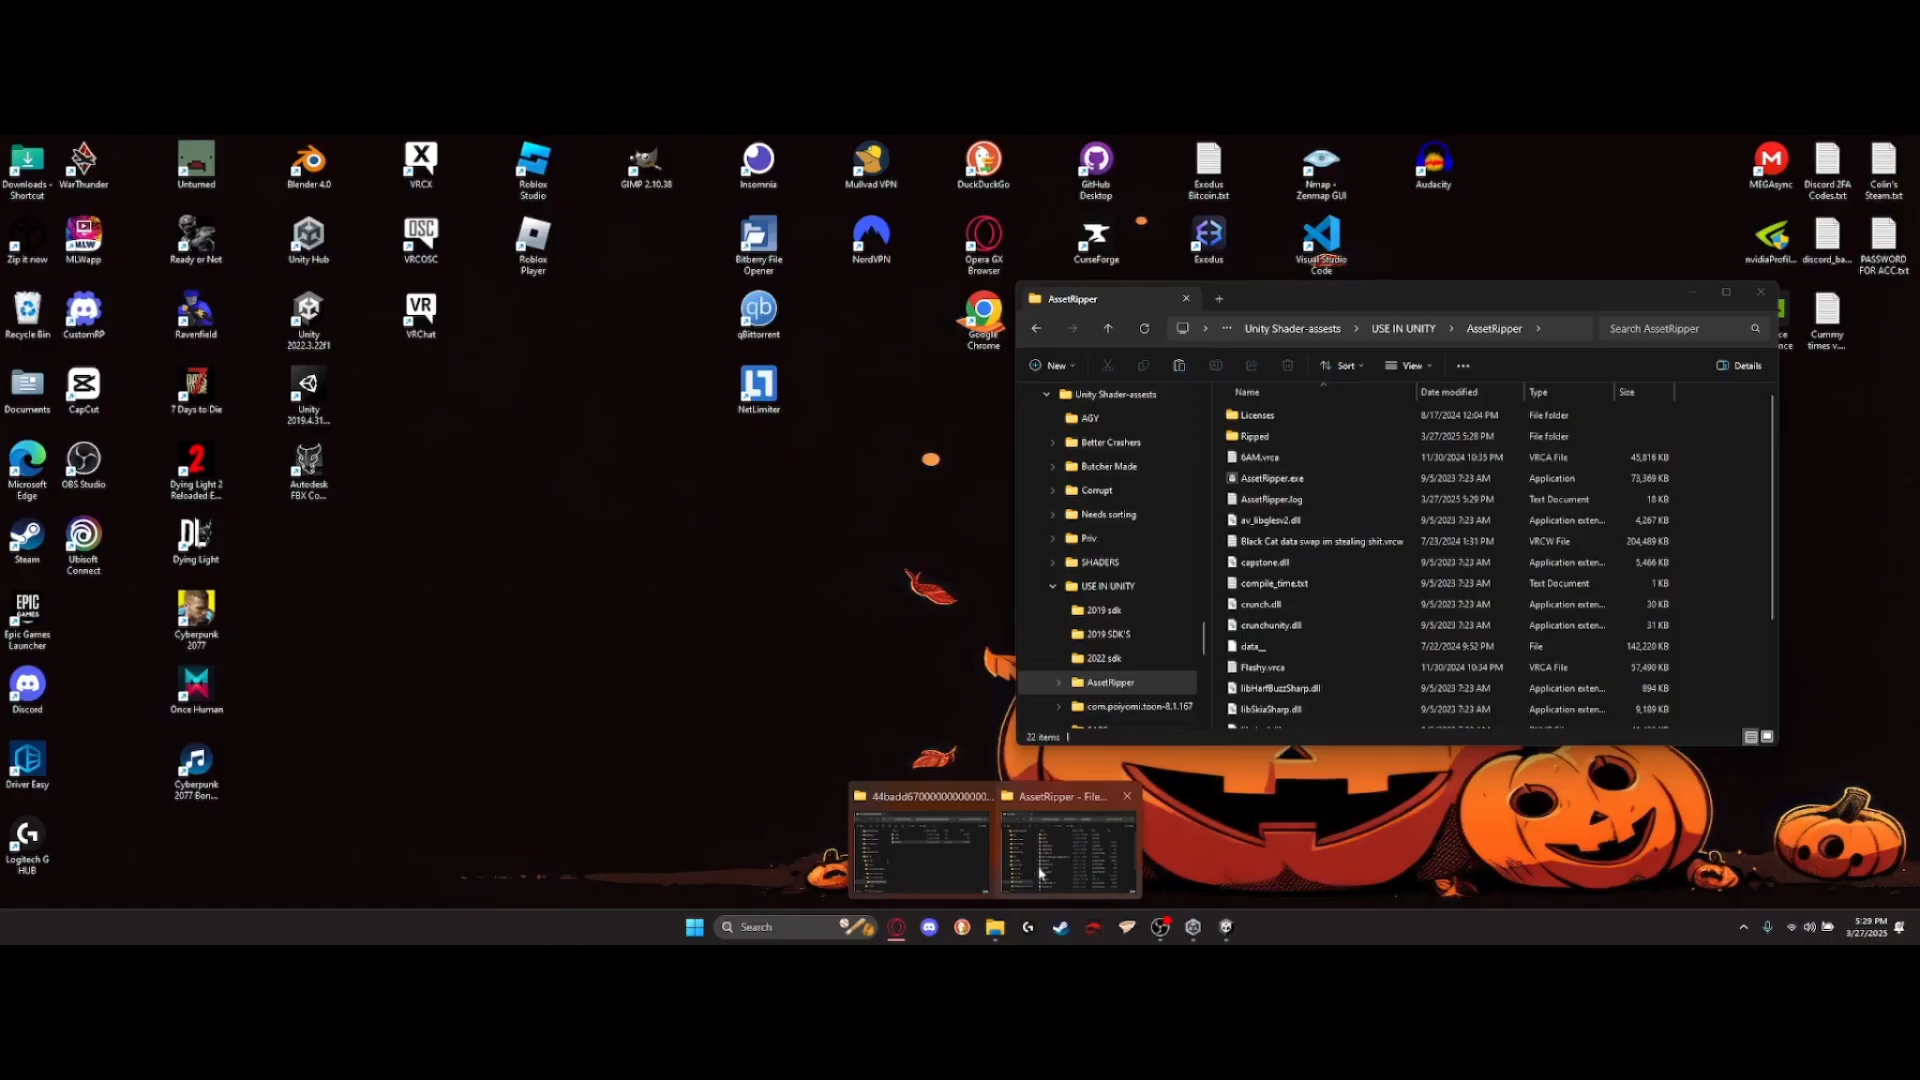 Downloads - Shortcut
WarThunder
Unturned
Blender 4.0
VRCX
Roblox Studio
GIMP 2.10.38
Insomnia
Mullvad VPN
DuckDuckGo
GitHub Desktop
Exodus Bitcoin.txt
Nmap - Zenmap GUI
Audacity
MEGAsync
Discord 2FA Codes.txt
Colin's Steam.txt
Zip it now
MLWapp
Ready or Not
Unity Hub
VRCOSC
Roblox Player
Bitberry File Opener
NordVPN
Opera GX Browser
CurseForge
Exodus
Visual Studio Code
nvidiaProfil...
discord_ba...
PASSWORD FOR ACC.txt
Recycle Bin
CustomRP
Ravenfield
Unity 2022.3.22f1
VRChat
qBittorrent
Google Chrome
Cummy times v....
Documents
CapCut
7 Days to Die
Unity 2019.4.31...
NetLimiter
Microsoft Edge
OBS Studio
Dying Light 2 Reloaded E...
Autodesk FBX Co...
Steam
Ubisoft Connect
Dying Light
Epic Games Launcher
Cyberpunk 2077
Discord
Once Human
Driver Easy
Cyberpunk 2077 Bon...
Logitech G HUB
AssetRipper
Unity Shader-assests > USE IN UNITY > AssetRipper >
Search AssetRipper
New
Sort
View
Details
Unity Shader-assests
AGY
Better Crashers
Butcher Made
Corrupt
Needs sorting
Priv
SHADERS
USE IN UNITY
2019 sdk
2019 SDK'S
2022 sdk
AssetRipper
com.poiyomi.toon-8.1.167
Name Date modified Type Size
Licenses 8/17/2024 12:04 PM File folder
Ripped 3/27/2025 5:28 PM File folder
6AM.vrca 11/30/2024 10:35 PM VRCA File 45,816 KB
AssetRipper.exe 9/5/2023 7:23 AM Application 73,369 KB
AssetRipper.log 3/27/2025 5:29 PM Text Document 18 KB
av_libglesv2.dll 9/5/2023 7:23 AM Application exten... 4,267 KB
Black Cat data swap im stealing shit.vrcw 7/23/2024 1:31 PM VRCW File 204,489 KB
capstone.dll 9/5/2023 7:23 AM Application exten... 5,466 KB
compile_time.txt 9/5/2023 7:23 AM Text Document 1 KB
crunch.dll 9/5/2023 7:23 AM Application exten... 30 KB
crunchunity.dll 9/5/2023 7:23 AM Application exten... 31 KB
data__ 7/22/2024 9:52 PM File 142,220 KB
Flashy.vrca 11/30/2024 10:34 PM VRCA File 57,490 KB
libHarfBuzzSharp.dll 9/5/2023 7:23 AM Application exten... 894 KB
libSkiaSharp.dll 9/5/2023 7:23 AM Application exten... 9,189 KB
22 items
44badd67000000000000...
AssetRipper - File...
Search
5:29 PM
3/27/2025